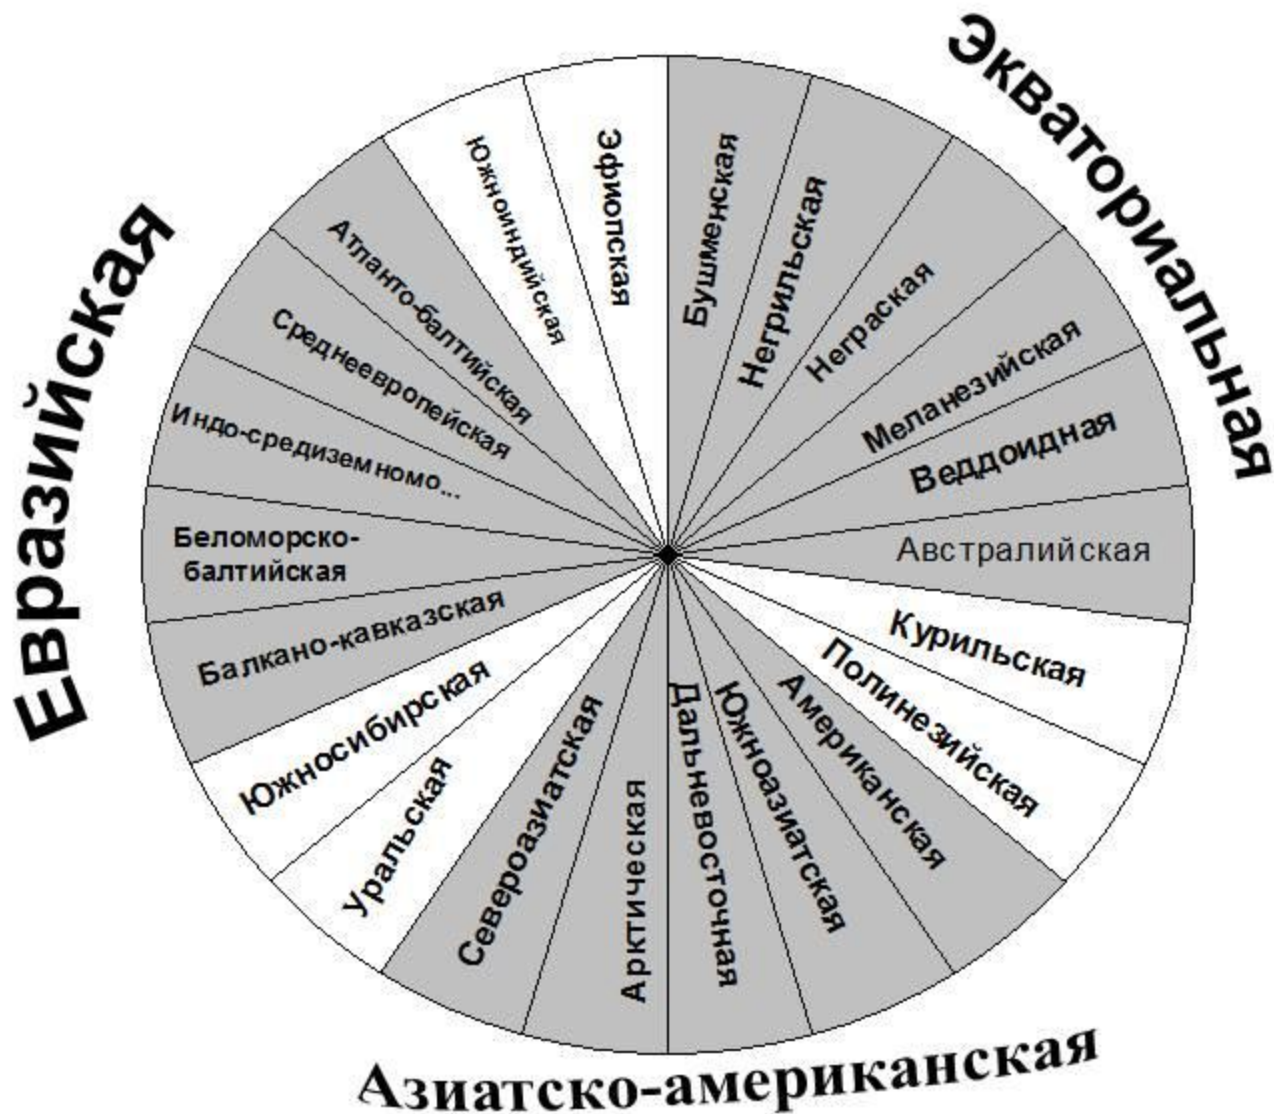 Экваториальная
Евразийская
Азиатско-американская
Бушменская
Негрильская
Неграская
Меланезийская
Веддоидная
Австралийская
Курильская
Полинезийская
Американская
Южноазиатская
Дальневосточная
Арктическая
Североазиатская
Уральская
Южносибирская
Балкано-кавказская
Беломорско-
балтийская
Индо-средиземномо...
Среднеевропейская
Атланто-балтийская
Южноиндийская
Эфиопская